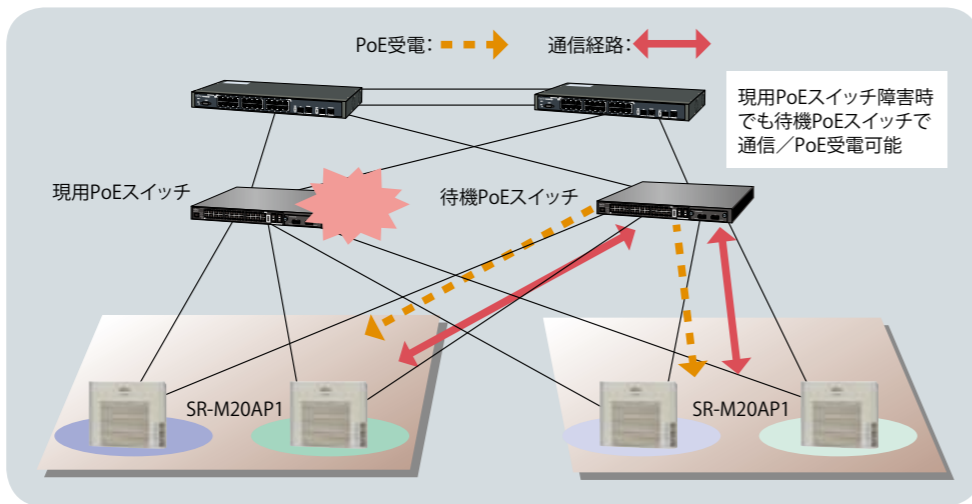 PoE受電：
通信経路：
現用PoEスイッチ障害時
でも待機PoEスイッチで
通信／PoE受電可能
現用PoEスイッチ
待機PoEスイッチ
SR-M20AP1
SR-M20AP1